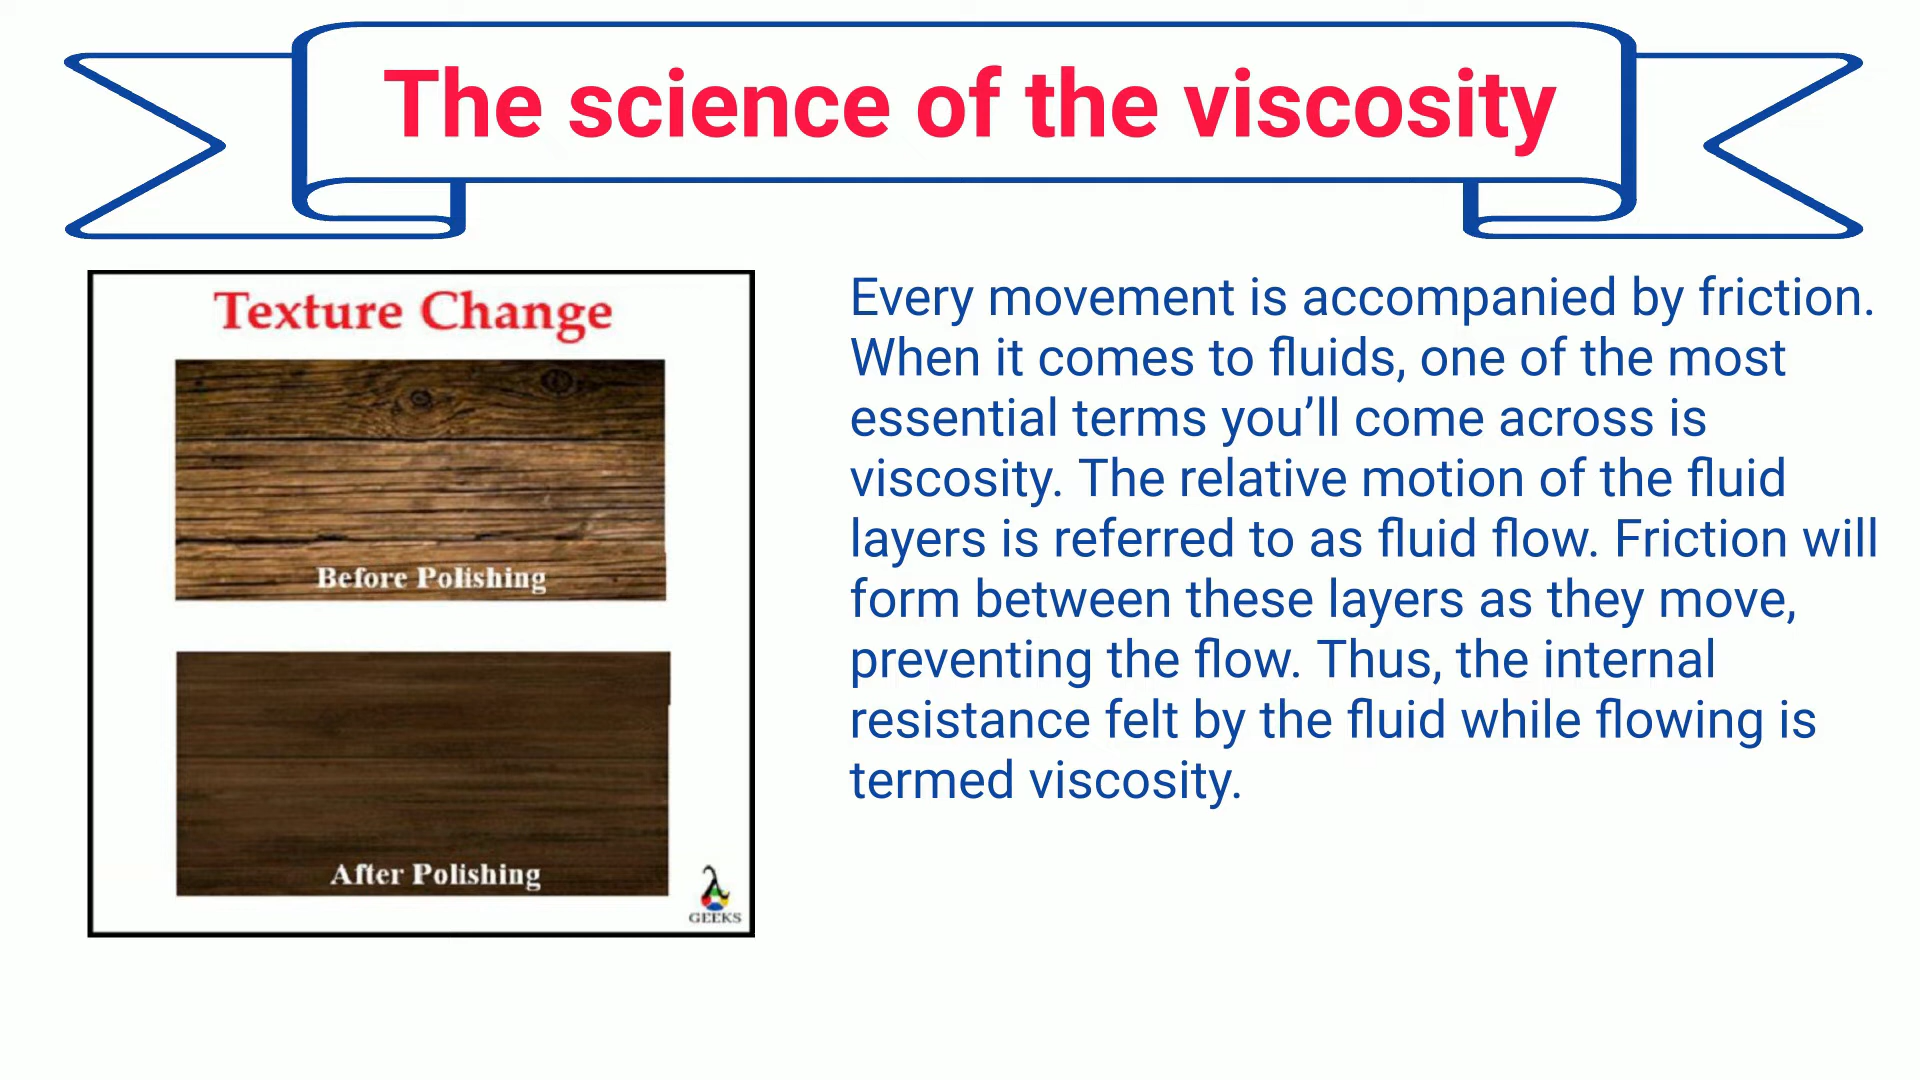 The science of the viscosity
Texture Change
Before Polishing
After Polishing
GEEKS
Every movement is accompanied by friction.
When it comes to fluids, one of the most
essential terms you’ll come across is
viscosity. The relative motion of the fluid
layers is referred to as fluid flow. Friction will
form between these layers as they move,
preventing the flow. Thus, the internal
resistance felt by the fluid while flowing is
termed viscosity.